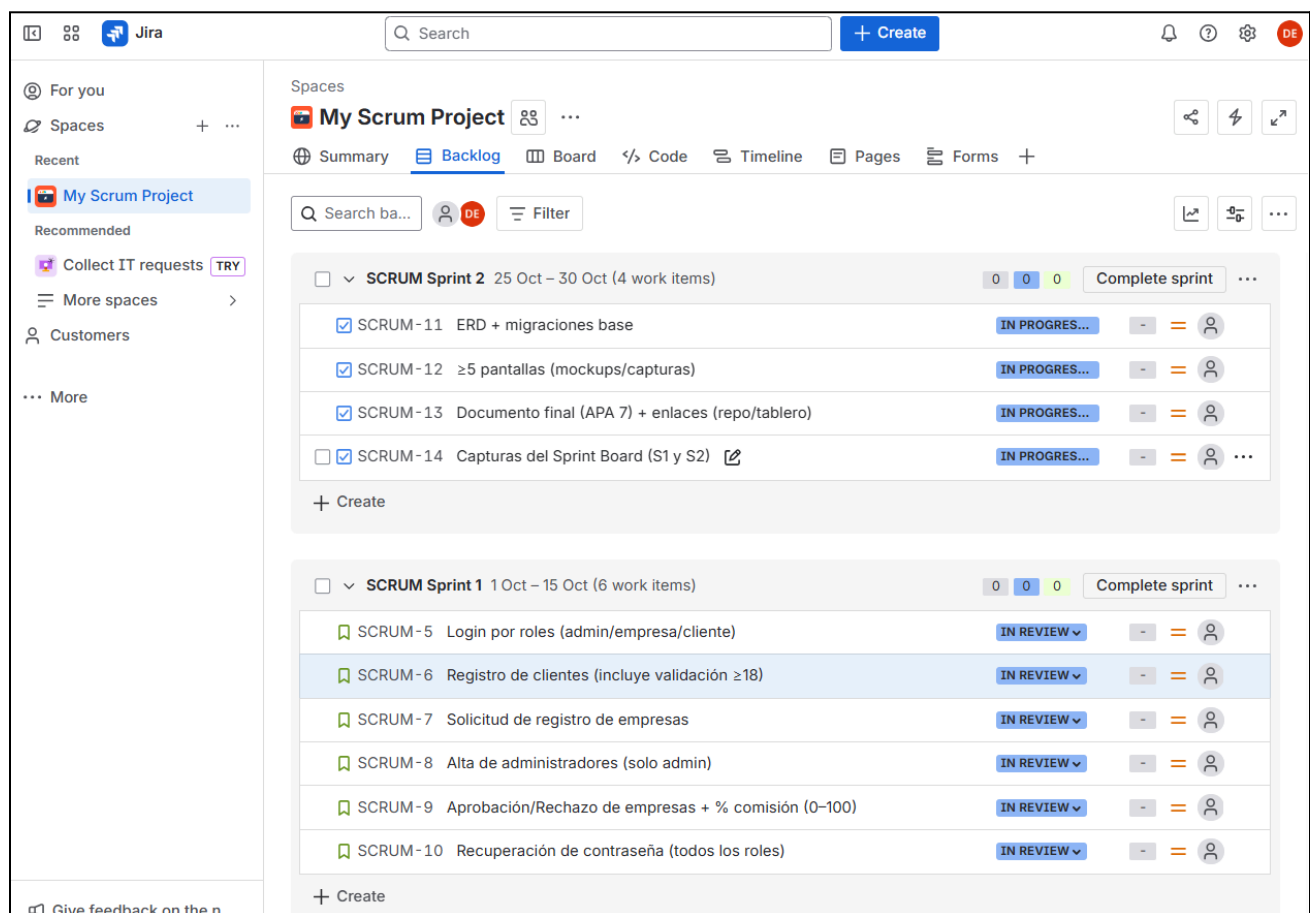 Jira
Search
+ Create
DE
For you
Spaces
Recent
My Scrum Project
Recommended
Collect IT requests TRY
More spaces
Customers
More
Spaces
My Scrum Project
Summary Backlog Board Code Timeline Pages Forms
Search ba... DE Filter
SCRUM Sprint 2 25 Oct – 30 Oct (4 work items) 0 0 0 Complete sprint
SCRUM-11 ERD + migraciones base IN PROGRES... -
SCRUM-12 ≥5 pantallas (mockups/capturas) IN PROGRES... -
SCRUM-13 Documento final (APA 7) + enlaces (repo/tablero) IN PROGRES... -
SCRUM-14 Capturas del Sprint Board (S1 y S2) IN PROGRES... -
+ Create
SCRUM Sprint 1 1 Oct – 15 Oct (6 work items) 0 0 0 Complete sprint
SCRUM-5 Login por roles (admin/empresa/cliente) IN REVIEW -
SCRUM-6 Registro de clientes (incluye validación ≥18) IN REVIEW -
SCRUM-7 Solicitud de registro de empresas IN REVIEW -
SCRUM-8 Alta de administradores (solo admin) IN REVIEW -
SCRUM-9 Aprobación/Rechazo de empresas + % comisión (0–100) IN REVIEW -
SCRUM-10 Recuperación de contraseña (todos los roles) IN REVIEW -
+ Create
Give feedback on the n